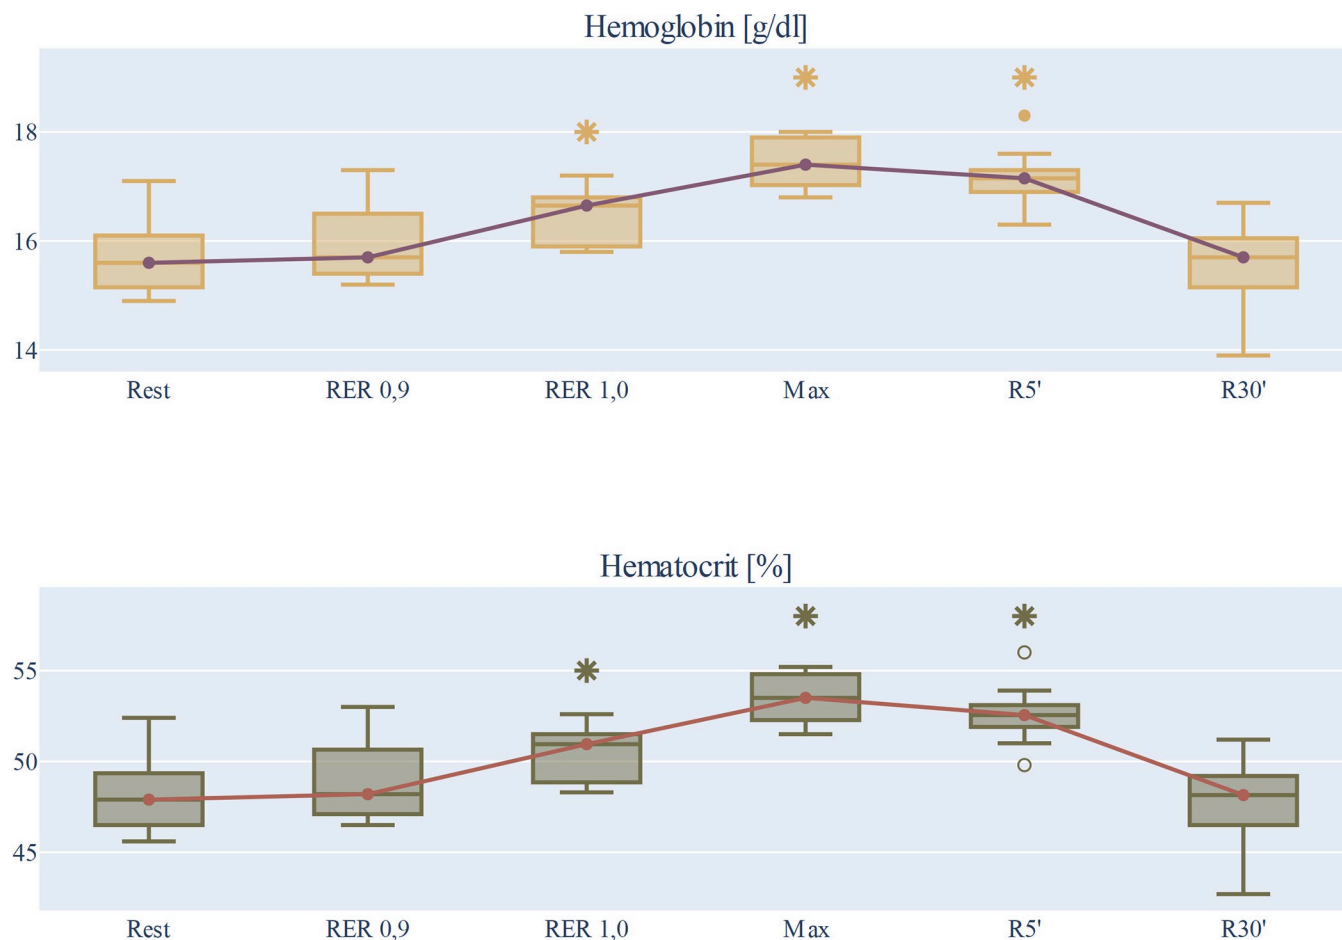 Hemoglobin [g/dl]
18
16
14
Rest RER 0,9 RER 1,0 Max R5' R30'
Hematocrit [%]
55
50
45
Rest RER 0,9 RER 1,0 Max R5' R30'